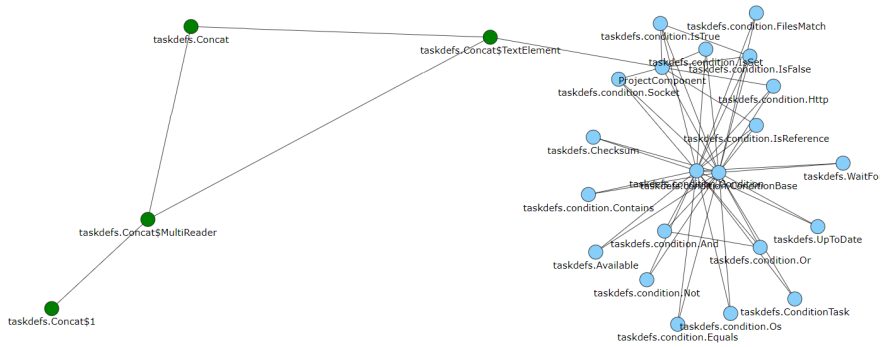 taskdefs.condition.FilesMatch
taskdefs.Concat
taskdefs.condition.IsTrue
taskdefs.Concat$TextElement
taskdefs.condition.IsSet
taskdefs.condition.IsFalse
ProjectComponent
taskdefs.condition.Socket
taskdefs.condition.Http
taskdefs.condition.IsReference
taskdefs.Checksum
taskdefs.WaitFo
taskdefs.condition.ConditionBase
taskdefs.condition.Contains
taskdefs.Concat$MultiReader
taskdefs.condition.And
taskdefs.UpToDate
taskdefs.condition.Or
taskdefs.Available
taskdefs.condition.Not
taskdefs.ConditionTask
taskdefs.Concat$1
taskdefs.condition.Os
taskdefs.condition.Equals